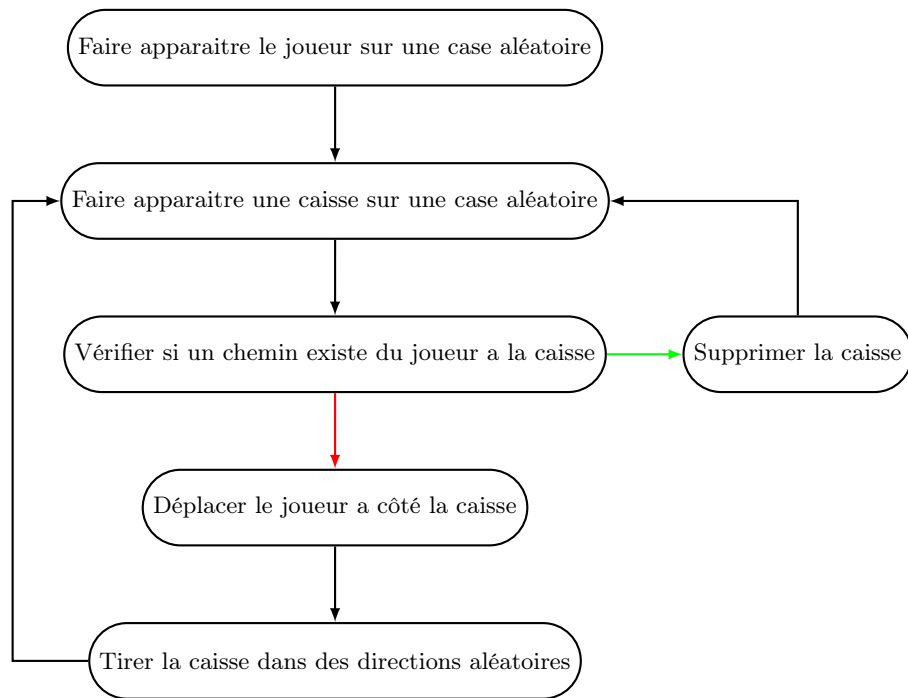 Faire apparaitre le joueur sur une case aléatoire
Faire apparaitre une caisse sur une case aléatoire
Vérifier si un chemin existe du joueur a la caisse
Supprimer la caisse
Déplacer le joueur a côté la caisse
Tirer la caisse dans des directions aléatoires